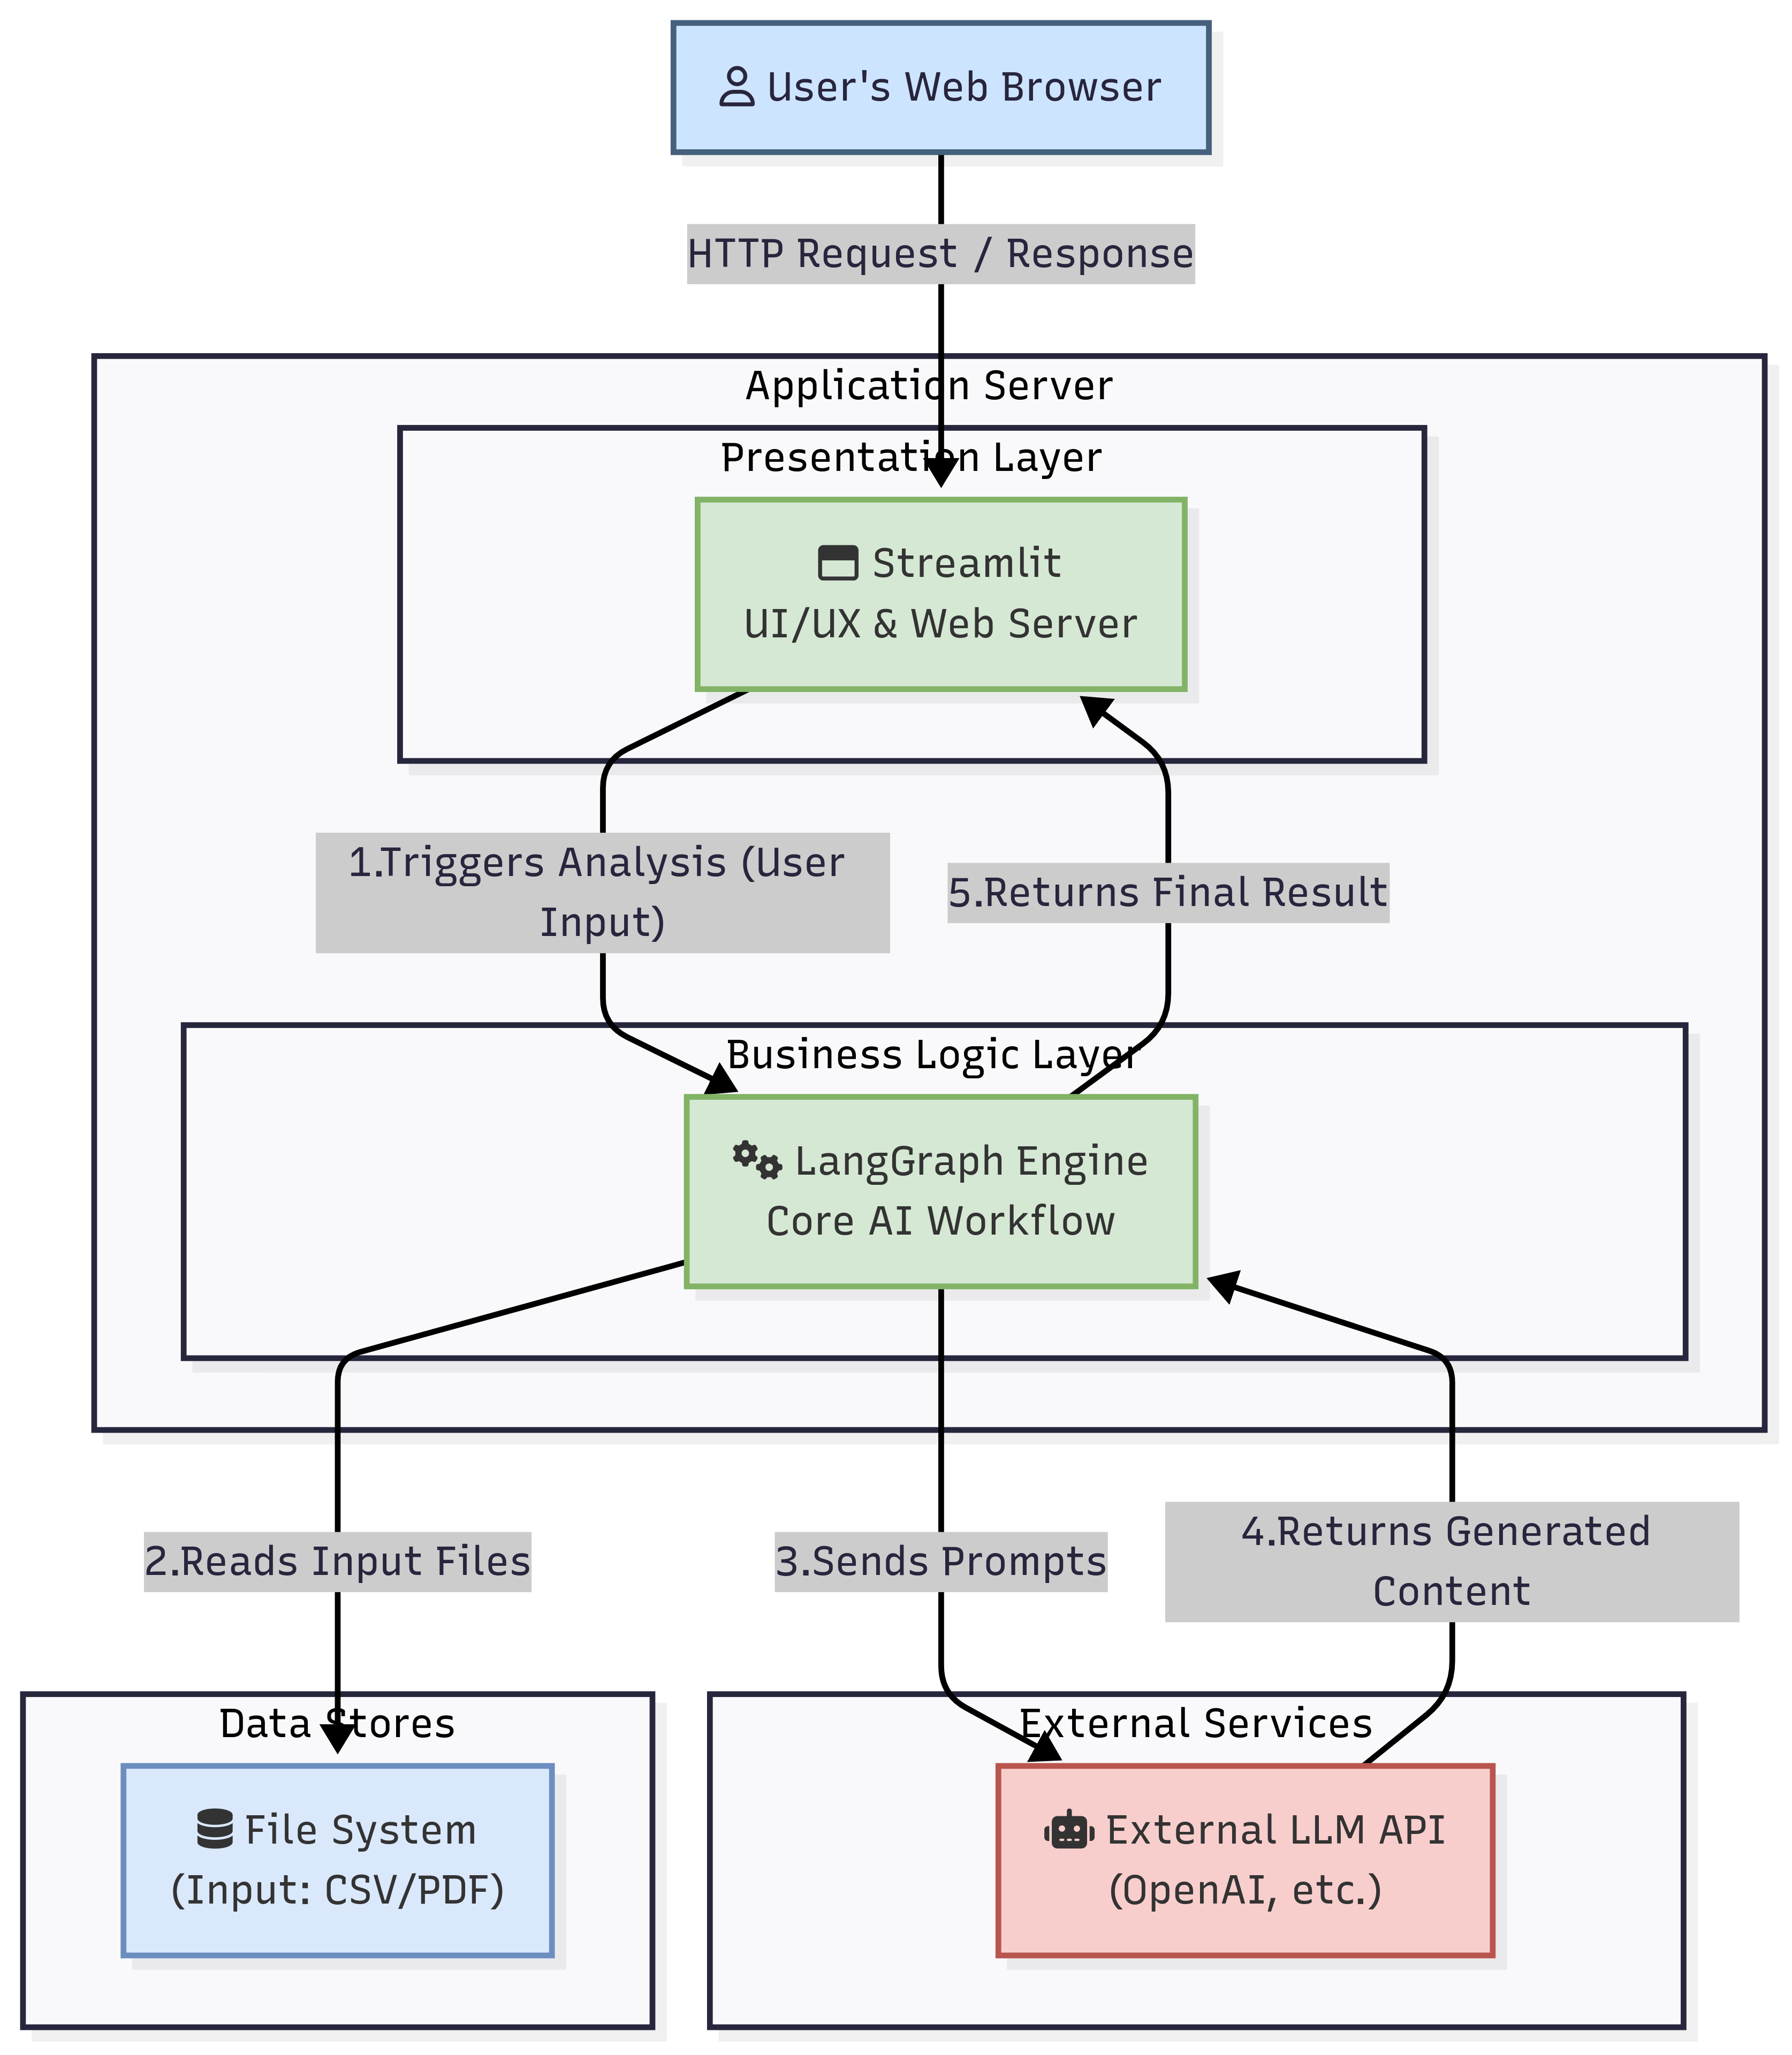 User's Web Browser
HTTP Request / Response
Application Server
Presentation Layer
Streamlit
UI/UX & Web Server
1.Triggers Analysis (User
Input)
5.Returns Final Result
Business Logic Layer
LangGraph Engine
Core AI Workflow
2.Reads Input Files
3.Sends Prompts
4.Returns Generated
Content
Data Stores
File System
(Input: CSV/PDF)
External Services
External LLM API
(OpenAI, etc.)